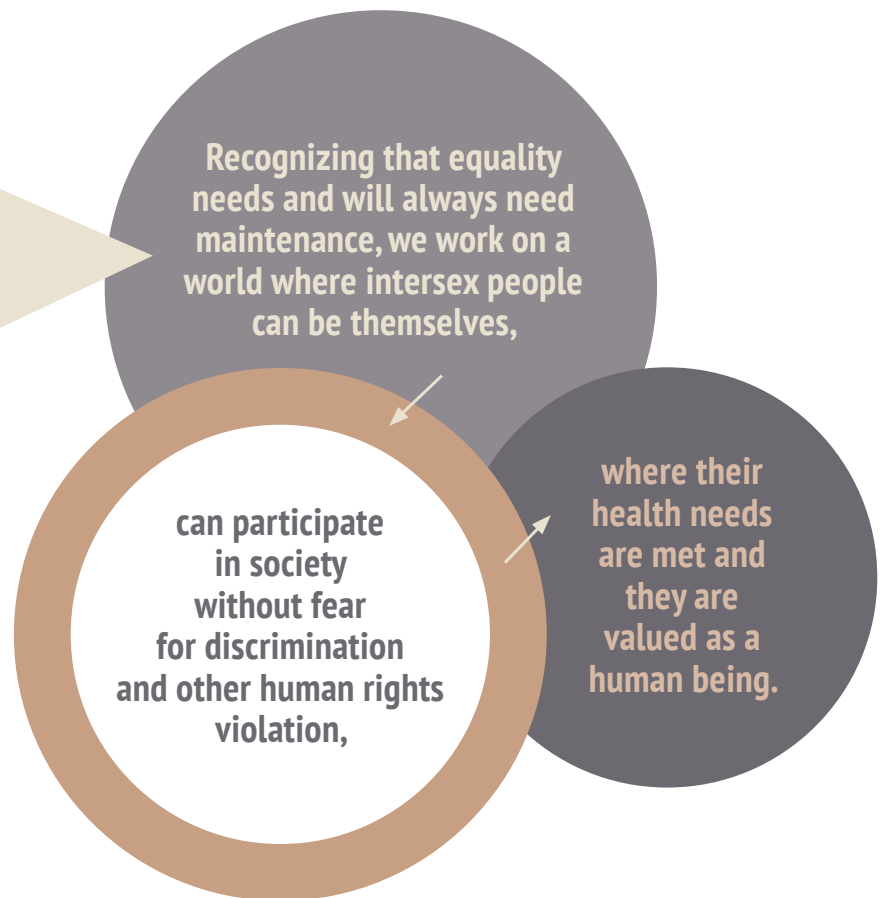 Recognizing that equality
needs and will always need
maintenance, we work on a
world where intersex people
can be themselves,
can participate
in society
without fear
for discrimination
and other human rights
violation,
where their
health needs
are met and
they are
valued as a
human being.